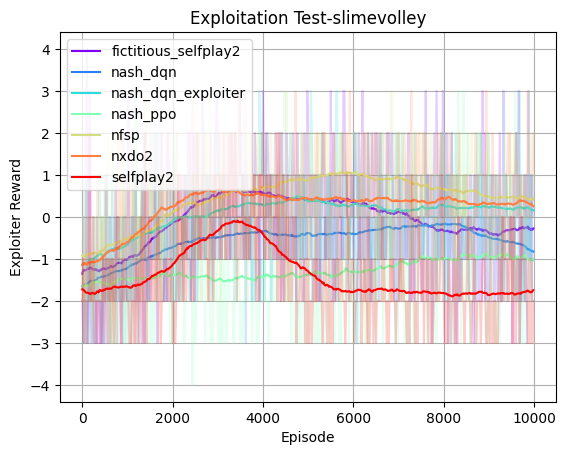 Exploitation Test-slimevolley
fictitious_selfplay2
nash_dqn
nash_dqn_exploiter
nash_ppo
nfsp
nxdo2
selfplay2
Exploiter Reward
4
3
2
1
0
−1
−2
−3
−4
0 2000 4000 6000 8000 10000
Episode